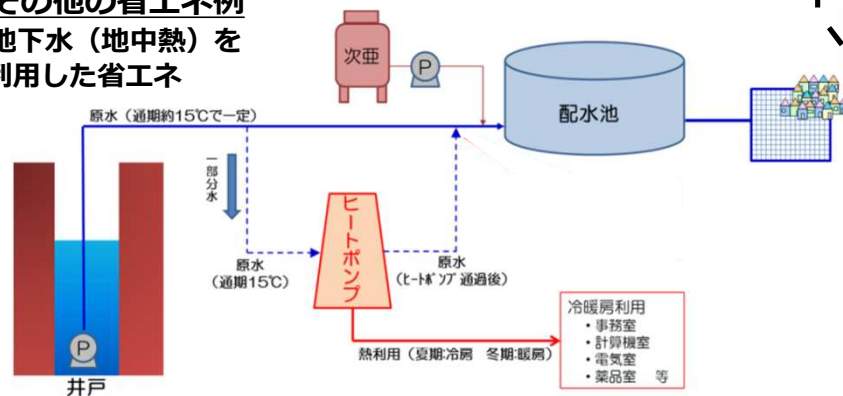 その他の省エネ例
地下水（地中熱）を
利用した省エネ
次亜
P
原水（通期約15℃で一定）
配水池
一部分水
ヒートポンプ
原水
（通期15℃）
原水
（ヒートポンプ通過後）
冷暖房利用
・事務室
・計算機室
・電気室
・薬品室　等
熱利用（夏期:冷房　冬期:暖房）
P
井戸